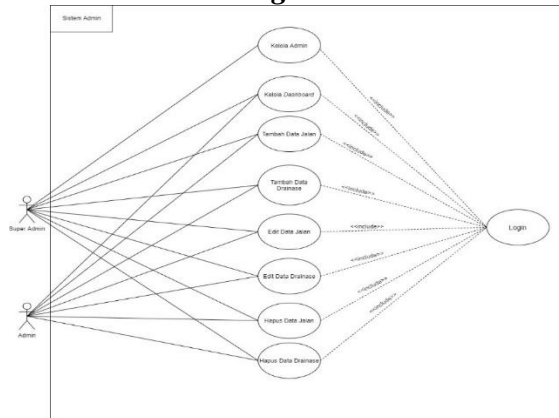 Sistem Admin
Kelola Admin
Kelola Dashboard
Tambah Data Jalan
Tambah Data
Drainase
Edit Data Jalan
Edit Data Drainase
Hapus Data Jalan
Hapus Data Drainase
Super Admin
Admin
<<include>>
<<include>>
<<include>>
<<include>>
<<include>>
<<include>>
<<include>>
<<include>>
Login